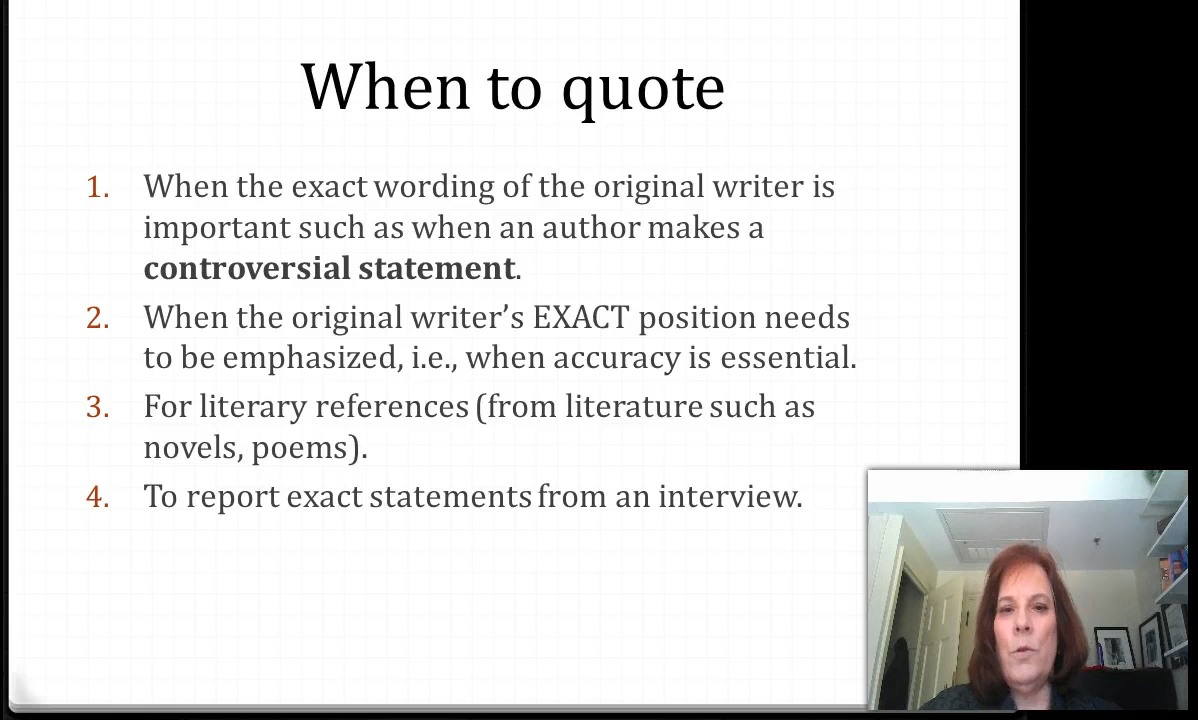 When to quote
1. When the exact wording of the original writer is
important such as when an author makes a
controversial statement.
2. When the original writer’s EXACT position needs
to be emphasized, i.e., when accuracy is essential.
3. For literary references (from literature such as
novels, poems).
4. To report exact statements from an interview.